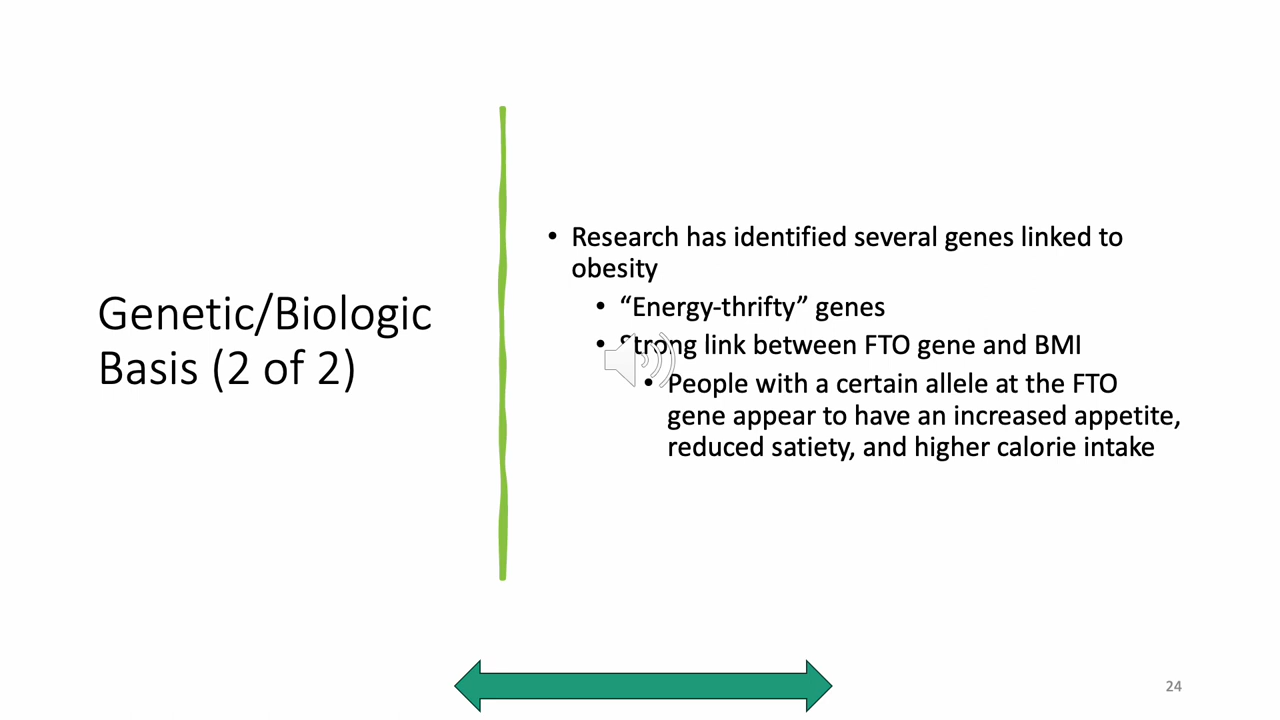 Genetic/Biologic
Basis (2 of 2)
• Research has identified several genes linked to
obesity
• “Energy-thrifty” genes
• Strong link between FTO gene and BMI
• People with a certain allele at the FTO
gene appear to have an increased appetite,
reduced satiety, and higher calorie intake
24